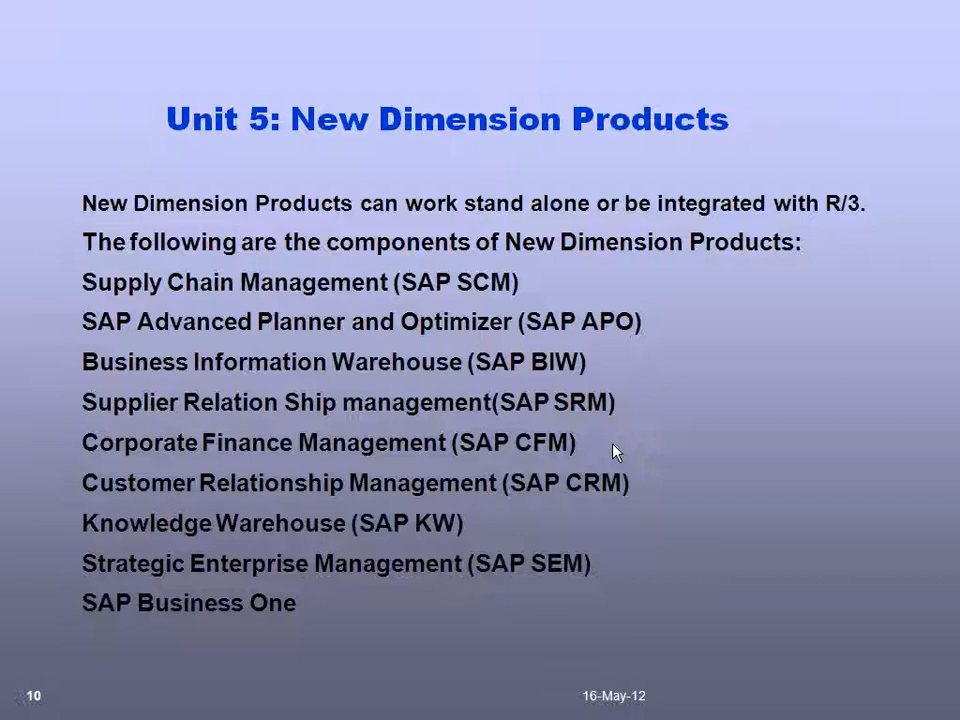 Unit 5: New Dimension Products
New Dimension Products can work stand alone or be integrated with R/3.
The following are the components of New Dimension Products:
Supply Chain Management (SAP SCM)
SAP Advanced Planner and Optimizer (SAP APO)
Business Information Warehouse (SAP BIW)
Supplier Relation Ship management(SAP SRM)
Corporate Finance Management (SAP CFM)
Customer Relationship Management (SAP CRM)
Knowledge Warehouse (SAP KW)
Strategic Enterprise Management (SAP SEM)
SAP Business One
10 16-May-12